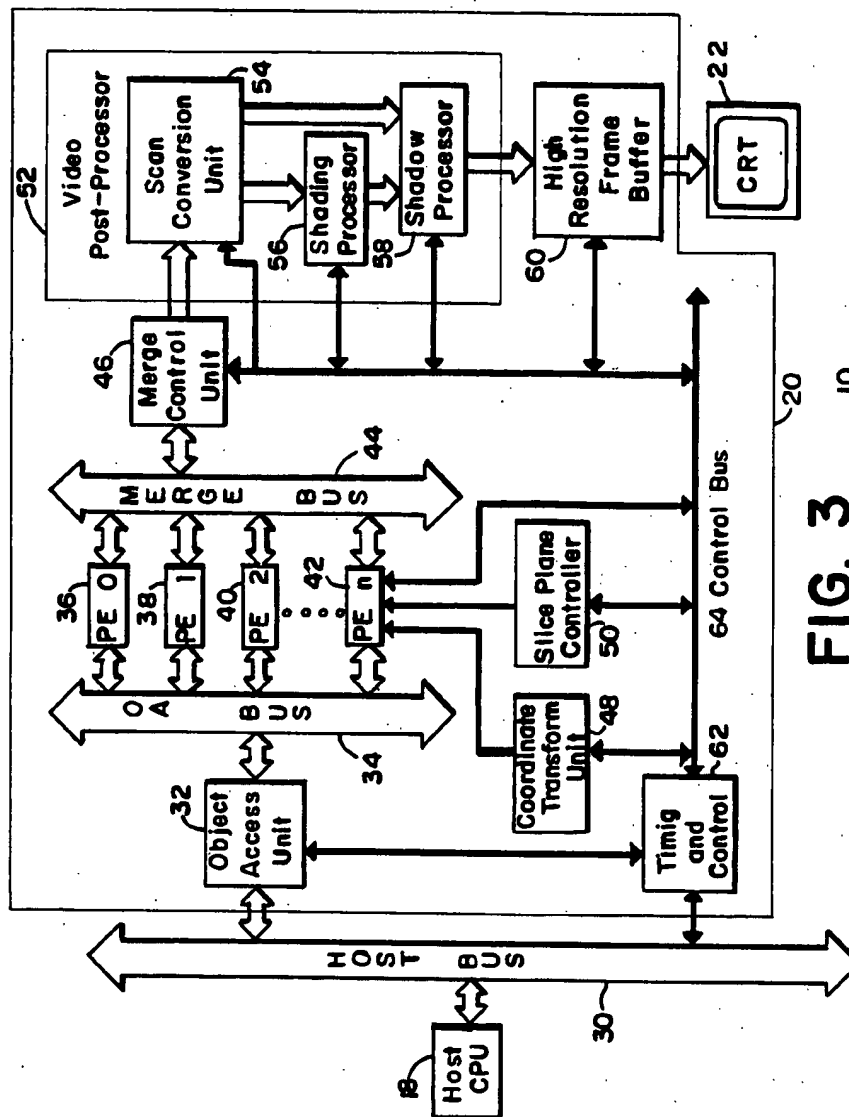 52
Video
Post-Processor
Scan
Conversion
Unit
54
56
Shading
Processor
58
Shadow
Processor
60
High
Resolution
Frame
Buffer
22
CRT
46
Merge
Control
Unit
MERGE BUS
44
36
PE 0
38
PE 1
40
PE 2
42
PE n
OA BUS
34
32
Object
Access
Unit
Slice Plane
Controller
50
Coordinate
Transform
Unit
48
64 Control Bus
62
Timig
and
Control
20
HOST BUS
30
18
Host
CPU
FIG. 3